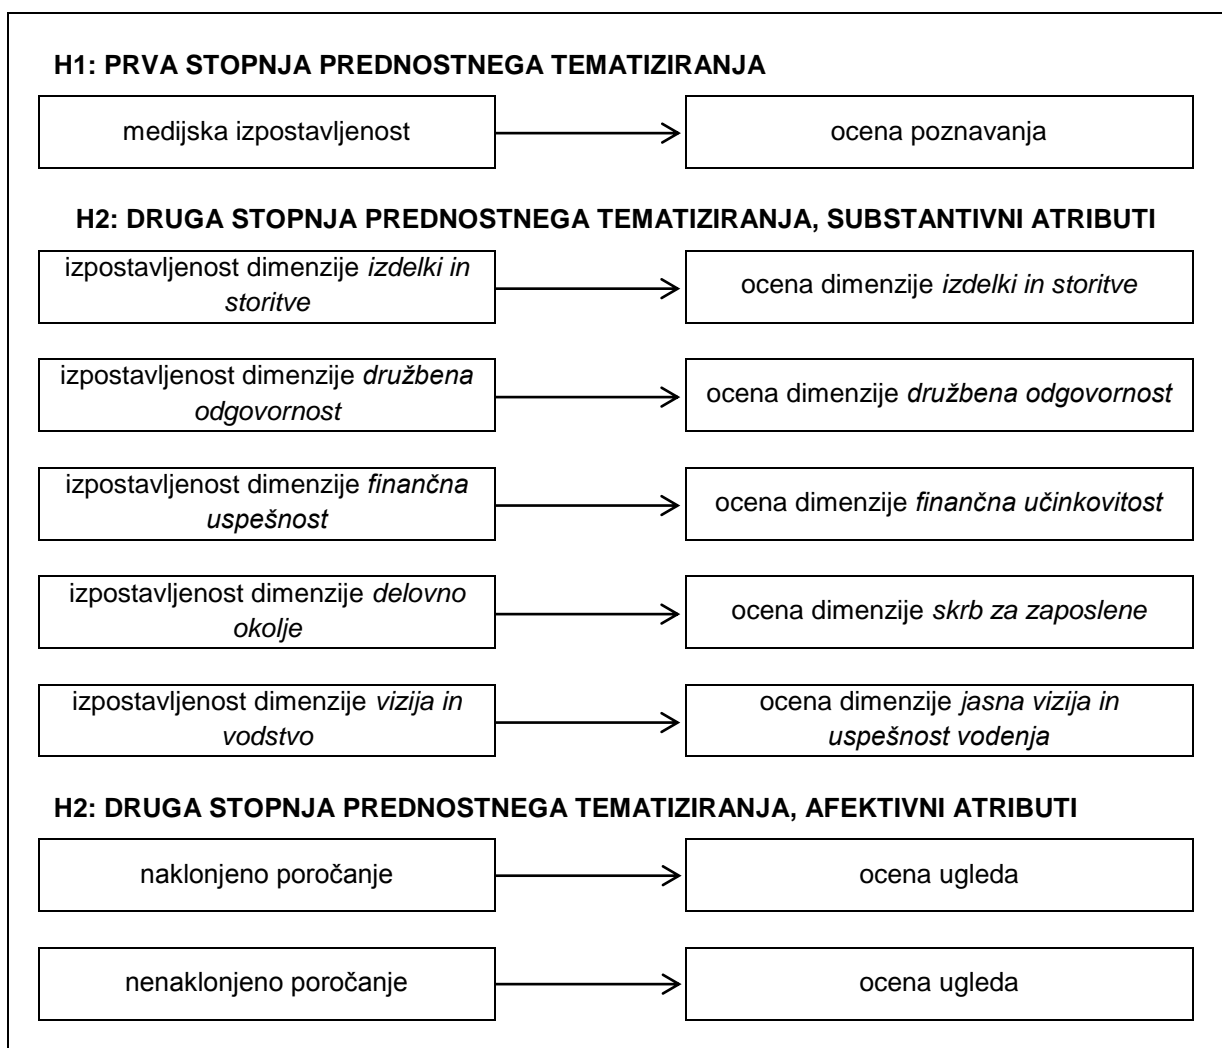 H1: PRVA STOPNJA PREDNOSTNEGA TEMATIZIRANJA
medijska izpostavljenost
ocena poznavanja
H2: DRUGA STOPNJA PREDNOSTNEGA TEMATIZIRANJA, SUBSTANTIVNI ATRIBUTI
izpostavljenost dimenzije izdelki in
storitve
ocena dimenzije izdelki in storitve
izpostavljenost dimenzije družbena
odgovornost
ocena dimenzije družbena odgovornost
izpostavljenost dimenzije finančna
uspešnost
ocena dimenzije finančna učinkovitost
izpostavljenost dimenzije delovno
okolje
ocena dimenzije skrb za zaposlene
izpostavljenost dimenzije vizija in
vodstvo
ocena dimenzije jasna vizija in
uspešnost vodenja
H2: DRUGA STOPNJA PREDNOSTNEGA TEMATIZIRANJA, AFEKTIVNI ATRIBUTI
naklonjeno poročanje
ocena ugleda
nenaklonjeno poročanje
ocena ugleda